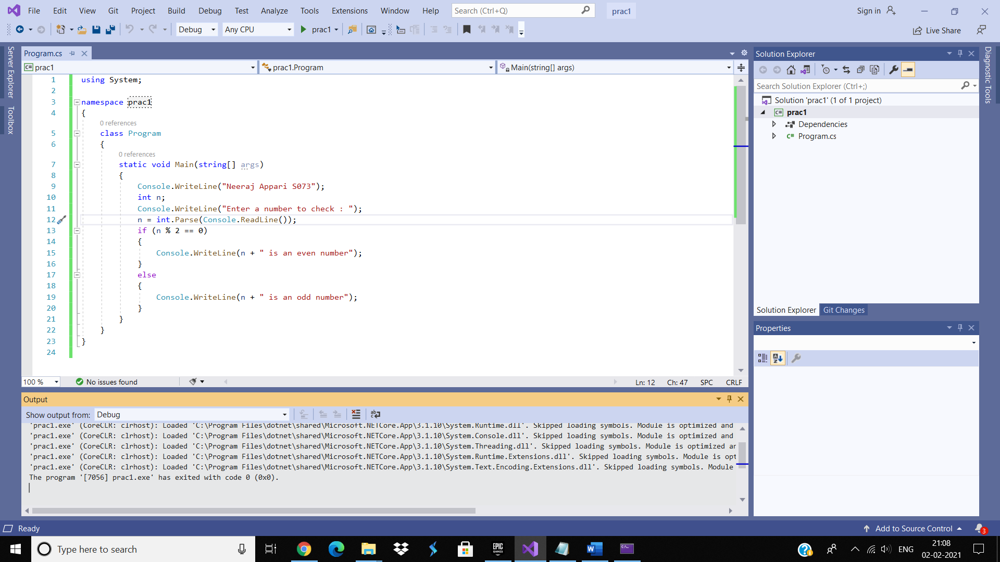 File Edit View Git Project Build Debug Test Analyze Tools Extensions Window Help Search (Ctrl+Q) prac1 Sign in
Debug Any CPU prac1 Live Share
Server Explorer
Toolbox
Program.cs
prac1 prac1.Program Main(string[] args)
1 using System;
2
3 namespace prac1
4 {
0 references
5 class Program
6 {
0 references
7 static void Main(string[] args)
8 {
9 Console.WriteLine("Neeraj Appari S073");
10 int n;
11 Console.WriteLine("Enter a number to check : ");
12 n = int.Parse(Console.ReadLine());
13 if (n % 2 == 0)
14 {
15 Console.WriteLine(n + " is an even number");
16 }
17 else
18 {
19 Console.WriteLine(n + " is an odd number");
20 }
21 }
22 }
23 }
24
100 % No issues found Ln: 12 Ch: 47 SPC CRLF
Output
Show output from: Debug
'prac1.exe' (CoreCLR: clrhost): Loaded 'C:\Program Files\dotnet\shared\Microsoft.NETCore.App\3.1.10\System.Runtime.dll'. Skipped loading symbols. Module is optimized and
'prac1.exe' (CoreCLR: clrhost): Loaded 'C:\Program Files\dotnet\shared\Microsoft.NETCore.App\3.1.10\System.Console.dll'. Skipped loading symbols. Module is optimized and
'prac1.exe' (CoreCLR: clrhost): Loaded 'C:\Program Files\dotnet\shared\Microsoft.NETCore.App\3.1.10\System.Threading.dll'. Skipped loading symbols. Module is optimized ar
'prac1.exe' (CoreCLR: clrhost): Loaded 'C:\Program Files\dotnet\shared\Microsoft.NETCore.App\3.1.10\System.Runtime.Extensions.dll'. Skipped loading symbols. Module is opt
'prac1.exe' (CoreCLR: clrhost): Loaded 'C:\Program Files\dotnet\shared\Microsoft.NETCore.App\3.1.10\System.Text.Encoding.Extensions.dll'. Skipped loading symbols. Module
The program '[7056] prac1.exe' has exited with code 0 (0x0).
Solution Explorer
Search Solution Explorer (Ctrl+;)
Solution 'prac1' (1 of 1 project)
prac1
Dependencies
Program.cs
Solution Explorer Git Changes
Properties
Diagnostic Tools
Ready Add to Source Control 3
Type here to search EPIC GAMES ENG 21:08
02-02-2021